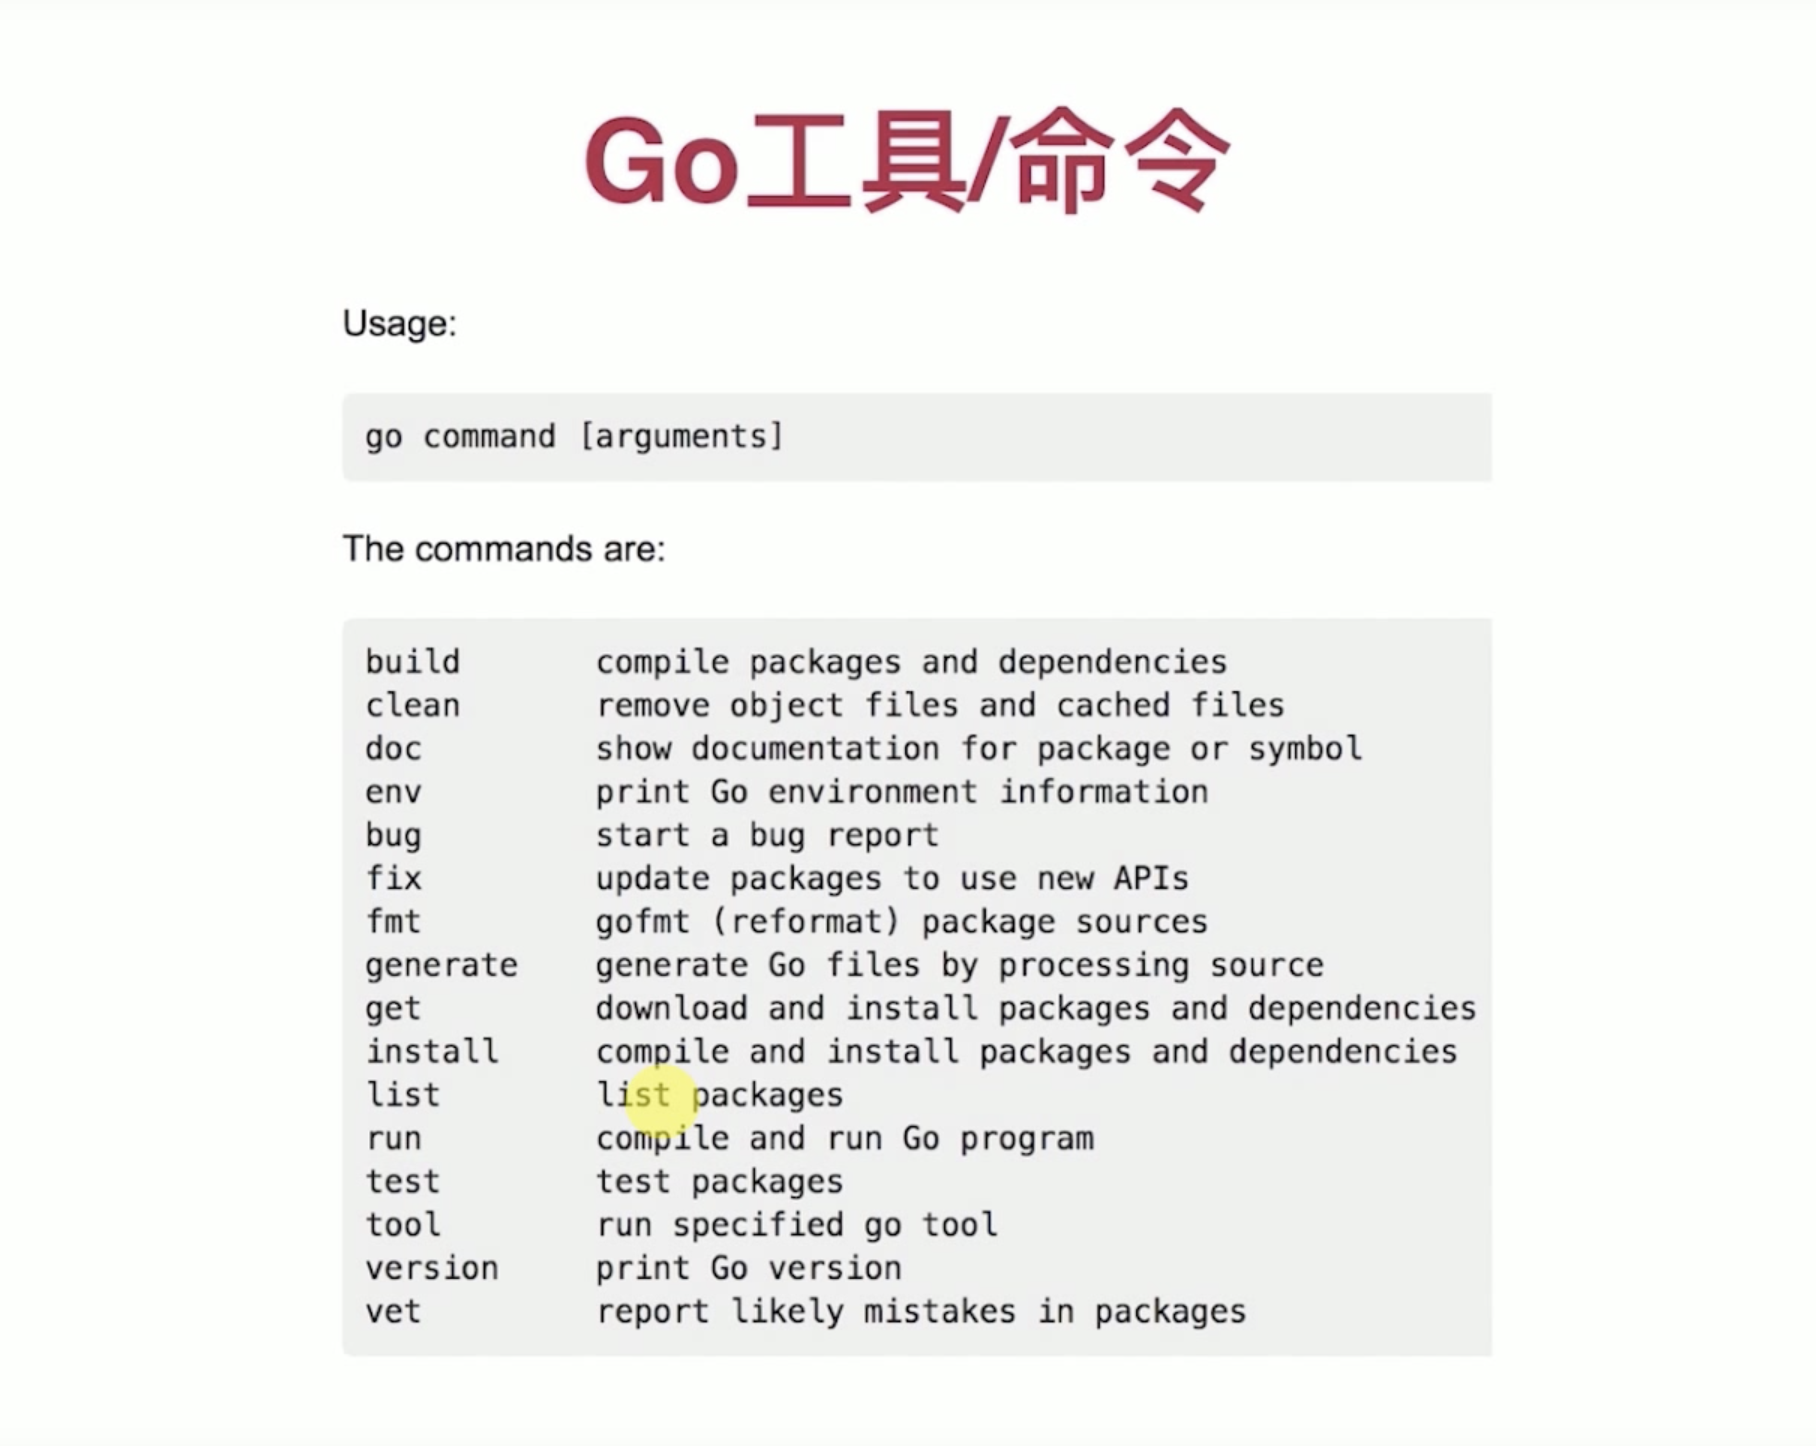 Go工具/命令
Usage:
go command [arguments]
The commands are:
build compile packages and dependencies
clean remove object files and cached files
doc show documentation for package or symbol
env print Go environment information
bug start a bug report
fix update packages to use new APIs
fmt gofmt (reformat) package sources
generate generate Go files by processing source
get download and install packages and dependencies
install compile and install packages and dependencies
list list packages
run compile and run Go program
test test packages
tool run specified go tool
version print Go version
vet report likely mistakes in packages